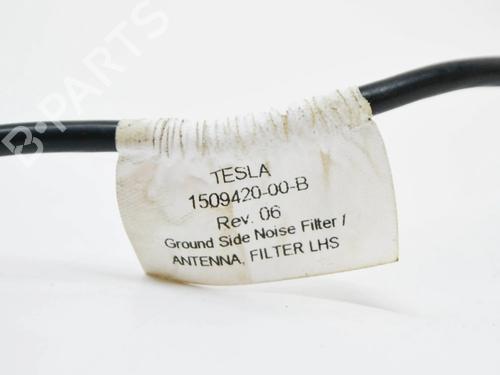 B-PARTS
TESLA
1509420-00-B
Rev. 06
Ground Side Noise Filter /
ANTENNA, FILTER LHS